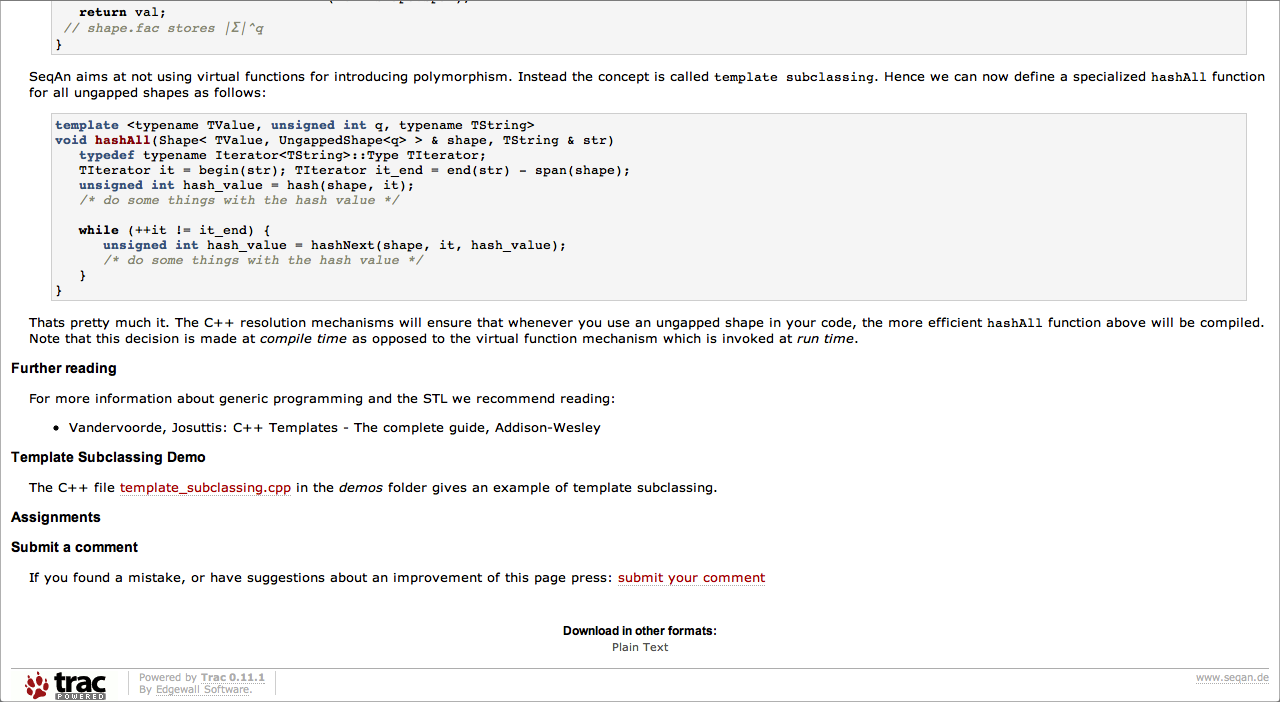 return val;
// shape.fac stores |Σ|^q
}
SeqAn aims at not using virtual functions for introducing polymorphism. Instead the concept is called template subclassing. Hence we can now define a specialized hashAll function
for all ungapped shapes as follows:
template <typename TValue, unsigned int q, typename TString>
void hashAll(Shape< TValue, UngappedShape<q> > & shape, TString & str)
typedef typename Iterator<TString>::Type TIterator;
TIterator it = begin(str); TIterator it_end = end(str) - span(shape);
unsigned int hash_value = hash(shape, it);
/* do some things with the hash value */
while (++it != it_end) {
unsigned int hash_value = hashNext(shape, it, hash_value);
/* do some things with the hash value */
}
}
Thats pretty much it. The C++ resolution mechanisms will ensure that whenever you use an ungapped shape in your code, the more efficient hashAll function above will be compiled.
Note that this decision is made at compile time as opposed to the virtual function mechanism which is invoked at run time.
Further reading
For more information about generic programming and the STL we recommend reading:
• Vandervoorde, Josuttis: C++ Templates - The complete guide, Addison-Wesley
Template Subclassing Demo
The C++ file template_subclassing.cpp in the demos folder gives an example of template subclassing.
Assignments
Submit a comment
If you found a mistake, or have suggestions about an improvement of this page press: submit your comment
Download in other formats:
Plain Text
trac
POWERED
Powered by Trac 0.11.1
By Edgewall Software.
www.seqan.de